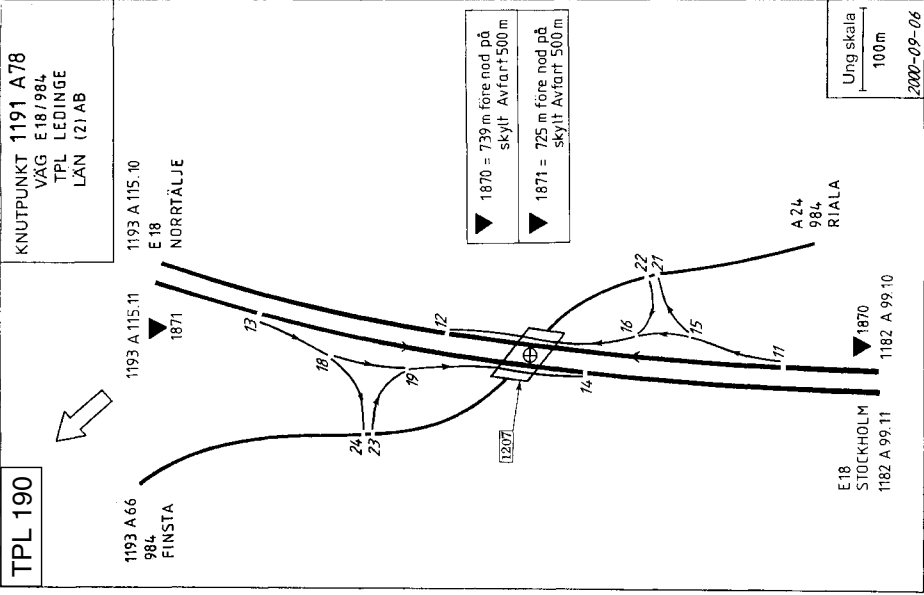 TPL 190
KNUTPUNKT 1191 A78
VÄG E18/984
TPL LEDINGE
LÄN (2) AB
1193 A 66
984
FINSTA
1193 A 115.11
1871
1193 A 115.10
E 18
NORRTÄLJE
13
18
19
24
23
12
14
1207
22
21
16
15
11
1870 = 739 m före nod på
skylt Avfart 500 m
1871 = 725 m före nod på
skylt Avfart 500 m
A 24
984
RIALA
E18
STOCKHOLM
1182 A 99.11
1870
1182 A 99.10
Ung skala
100m
2000-09-06